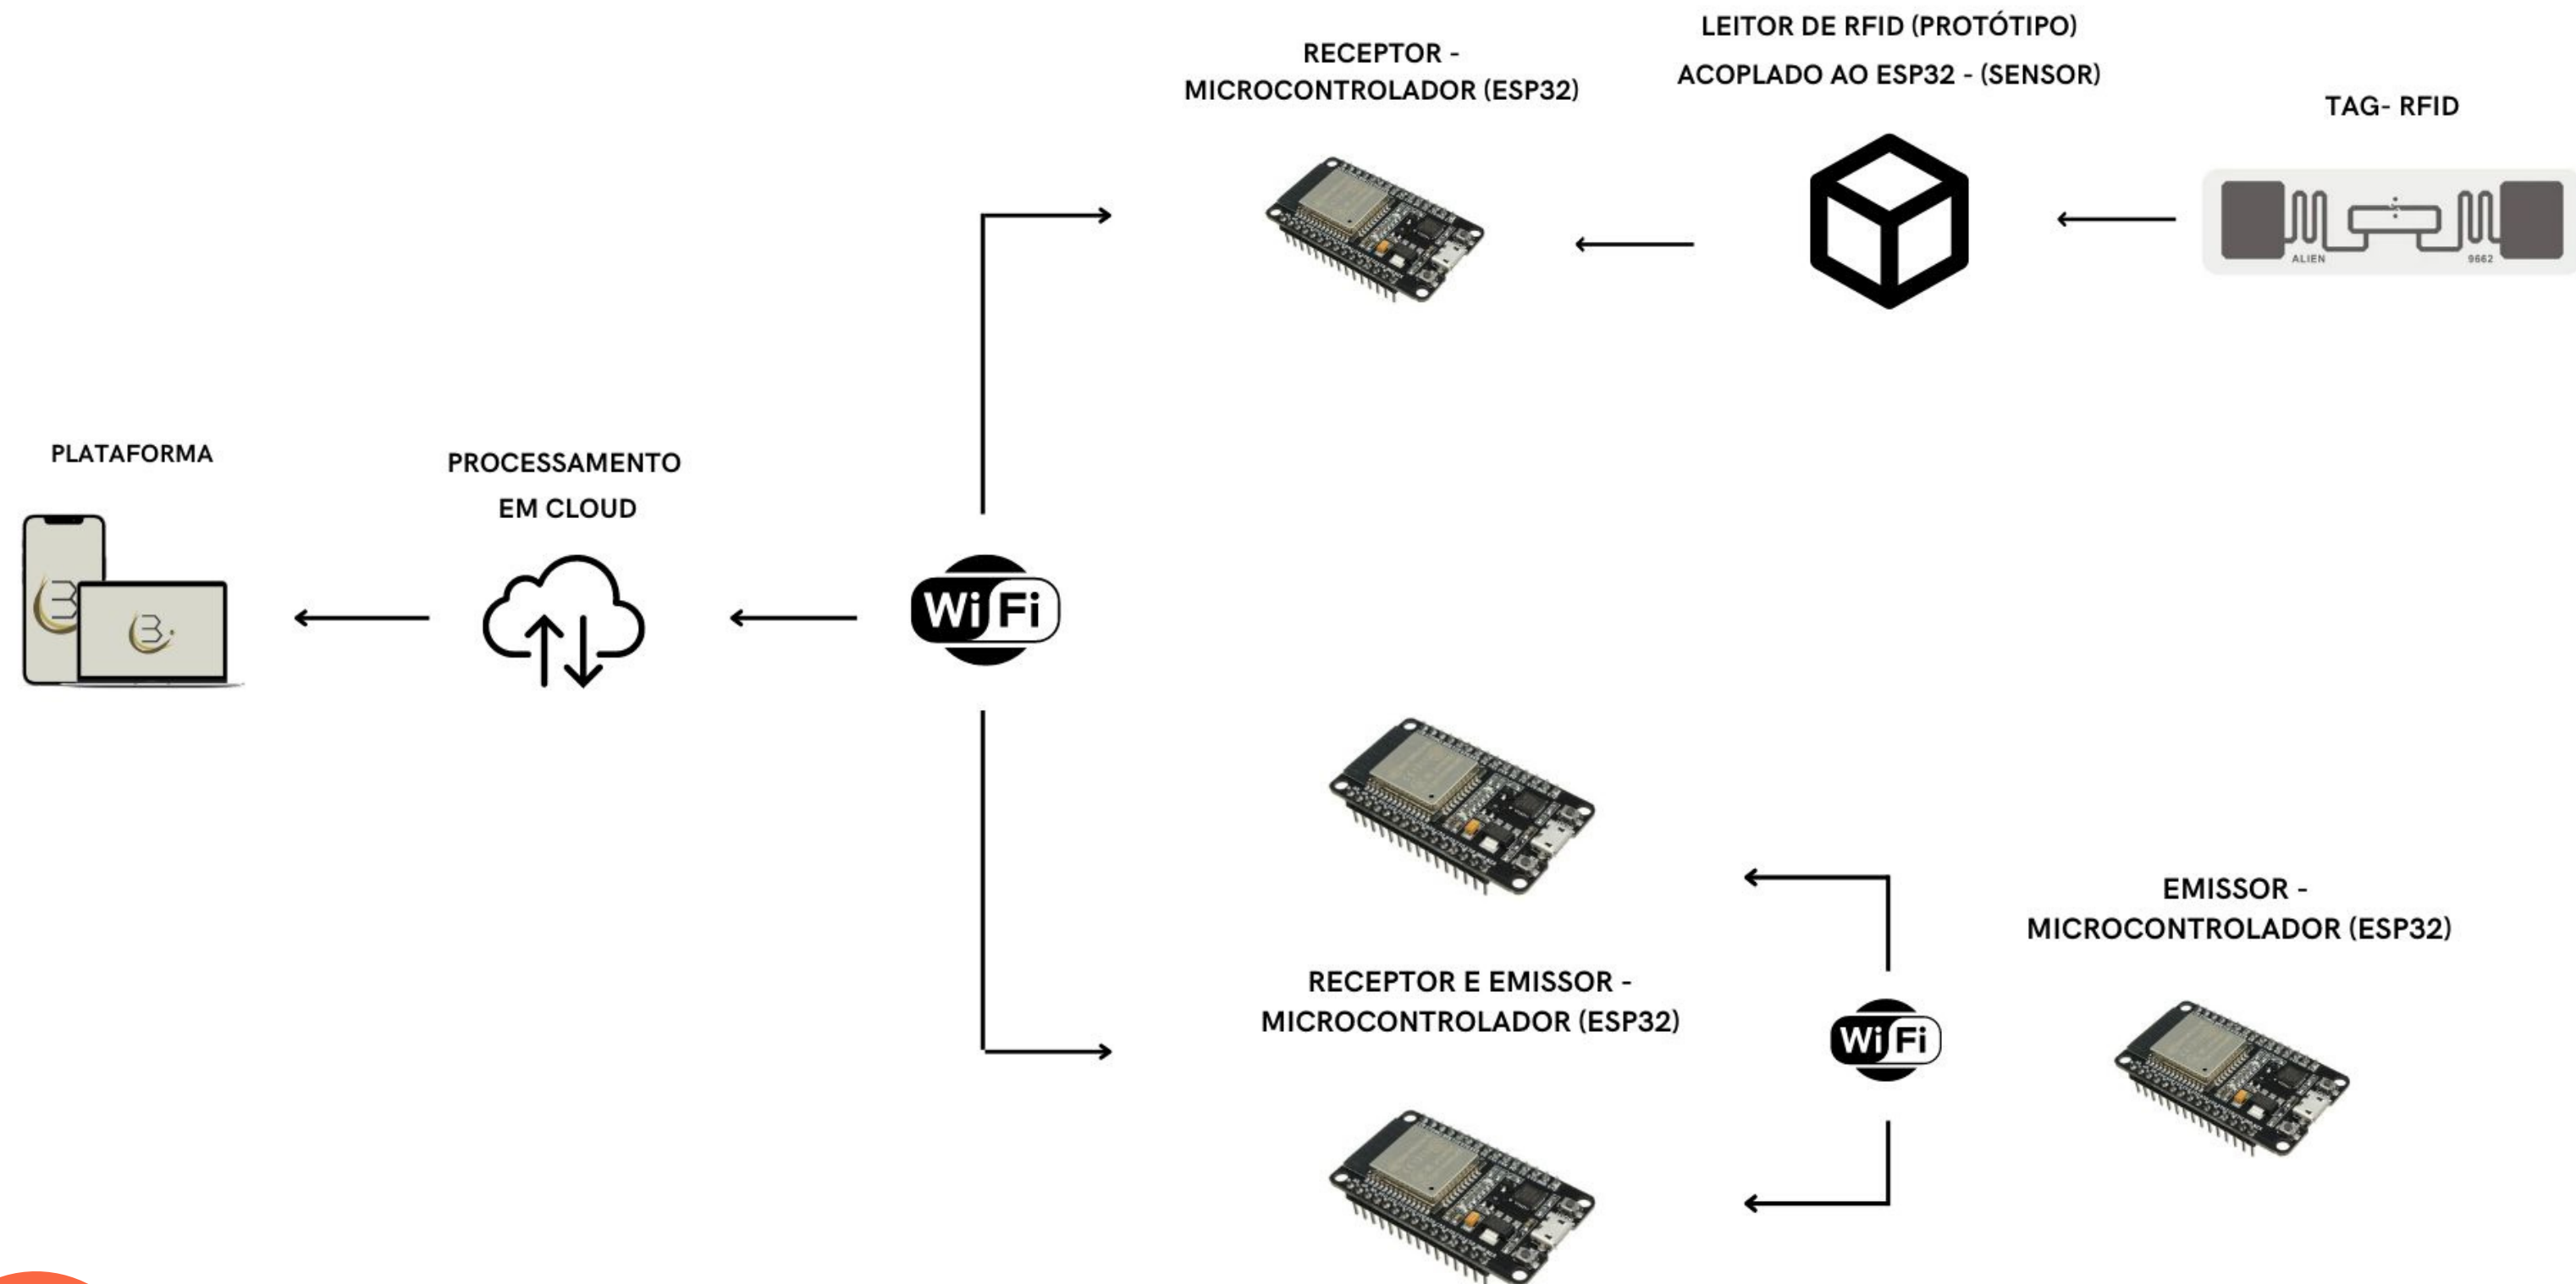 LEITOR DE RFID (PROTÓTIPO)
ACOPLADO AO ESP32 - (SENSOR)
RECEPTOR -
MICROCONTROLADOR (ESP32)
TAG- RFID
ALIEN
9662
PLATAFORMA
PROCESSAMENTO
EM CLOUD
WiFi
EMISSOR -
MICROCONTROLADOR (ESP32)
RECEPTOR E EMISSOR -
MICROCONTROLADOR (ESP32)
WiFi